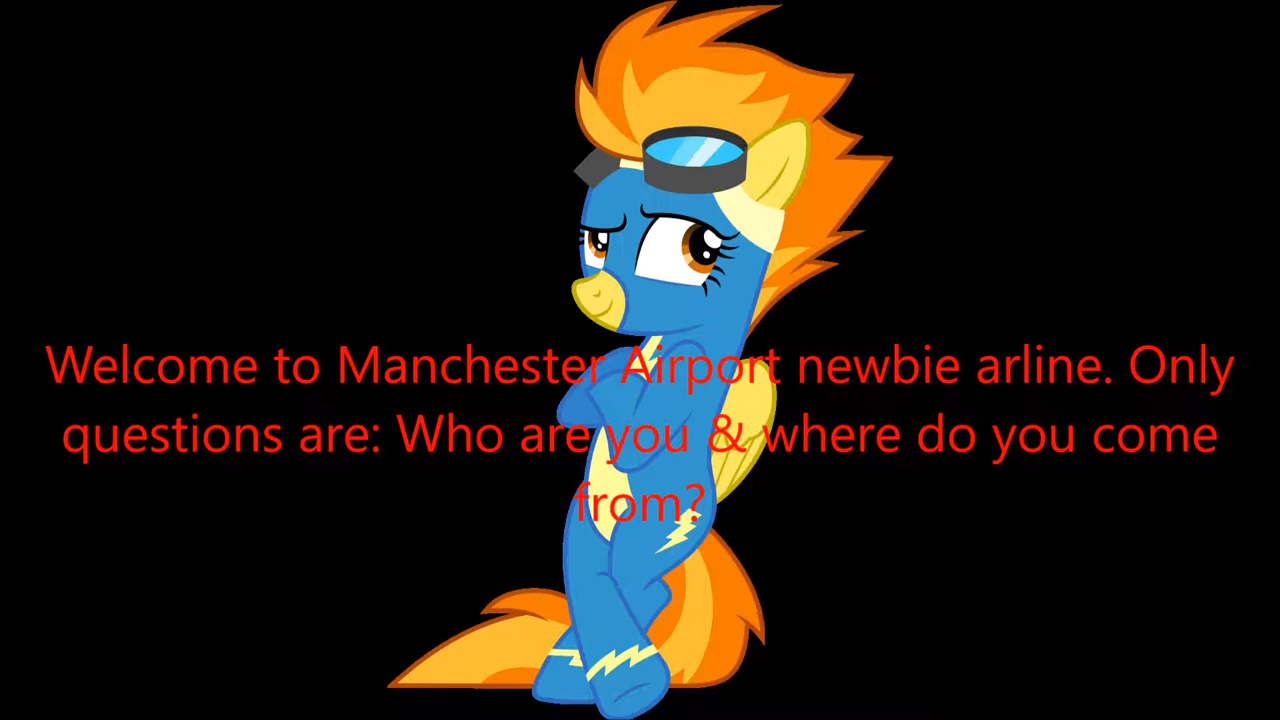 Welcome to Manchester Airport newbie arline. Only
questions are: Who are you & where do you come
from?